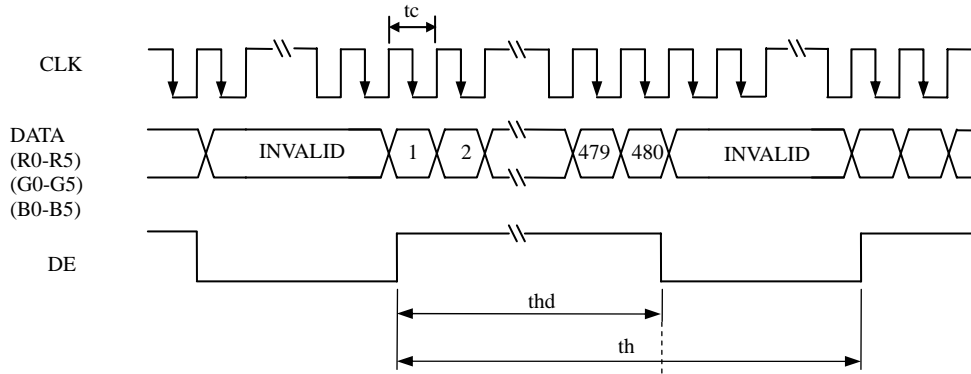 tc
CLK
DATA
(R0-R5)
(G0-G5)
(B0-B5)
INVALID 1 2 479 480 INVALID
DE
thd
th